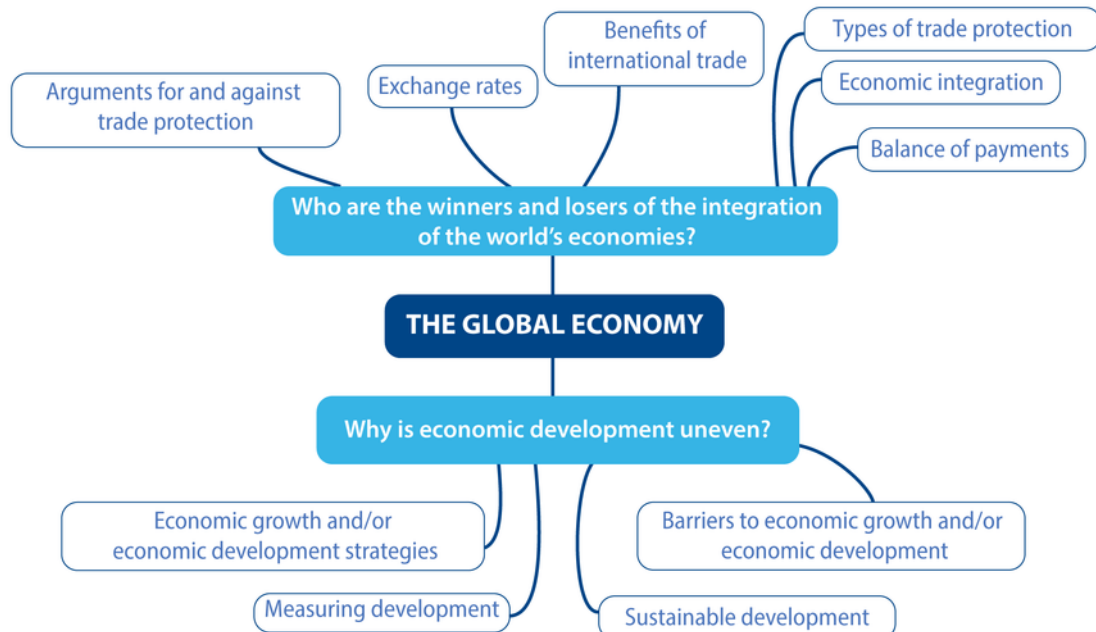 Benefits of
international trade
Types of trade protection
Exchange rates
Economic integration
Arguments for and against
trade protection
Balance of payments
Who are the winners and losers of the integration
of the world’s economies?
THE GLOBAL ECONOMY
Why is economic development uneven?
Economic growth and/or
economic development strategies
Barriers to economic growth and/or
economic development
Measuring development
Sustainable development